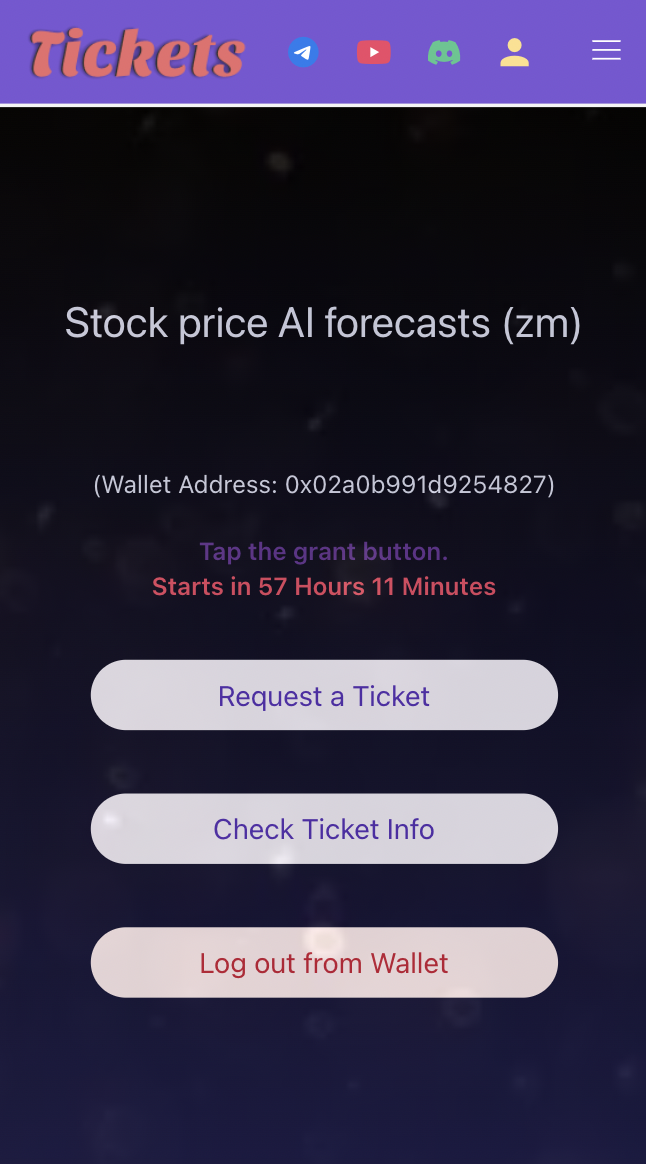 Tickets
Stock price AI forecasts (zm)
(Wallet Address: 0x02a0b991d9254827)
Tap the grant button.
Starts in 57 Hours 11 Minutes
Request a Ticket
Check Ticket Info
Log out from Wallet